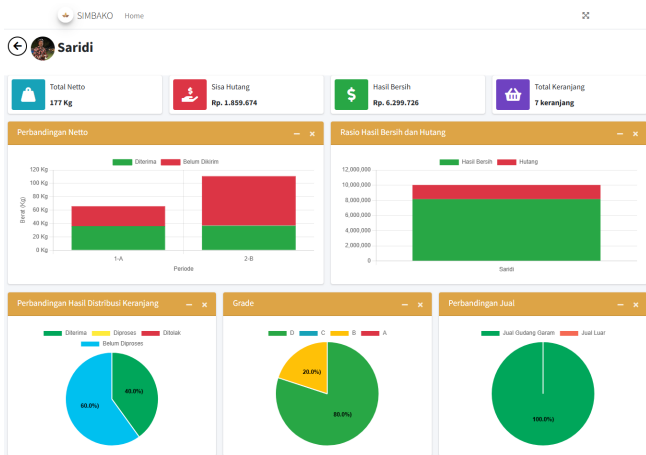 SIMBAKO Home
Saridi
Total Netto
177 Kg
Sisa Hutang
Rp. 1.859.674
Hasil Bersih
Rp. 6.299.726
Total Keranjang
7 keranjang
Perbandingan Netto
Diterima Belum Dikirim
120 Kg
100 Kg
80 Kg
60 Kg
40 Kg
20 Kg
0 Kg
Berat (Kg)
1-A 2-B
Periode
Rasio Hasil Bersih dan Hutang
Hasil Bersih Hutang
12,000,000
10,000,000
8,000,000
6,000,000
4,000,000
2,000,000
0
Saridi
Perbandingan Hasil Distribusi Keranjang
Diterima Diproses Ditolak
Belum Diproses
40.0%)
60.0%)
Grade
D C B A
20.0%)
80.0%)
Perbandingan Jual
Jual Gudang Garam Jual Luar
100.0%)